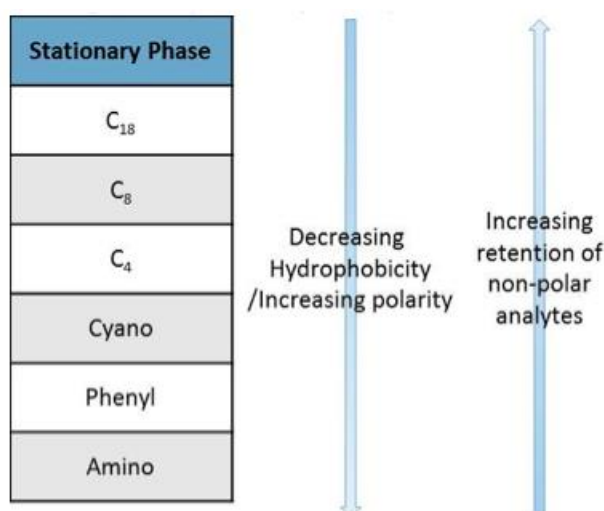 Stationary Phase
C₁₈
C₈
C₄
Cyano
Phenyl
Amino
Decreasing
Hydrophobicity
/Increasing polarity
Increasing
retention of
non-polar
analytes